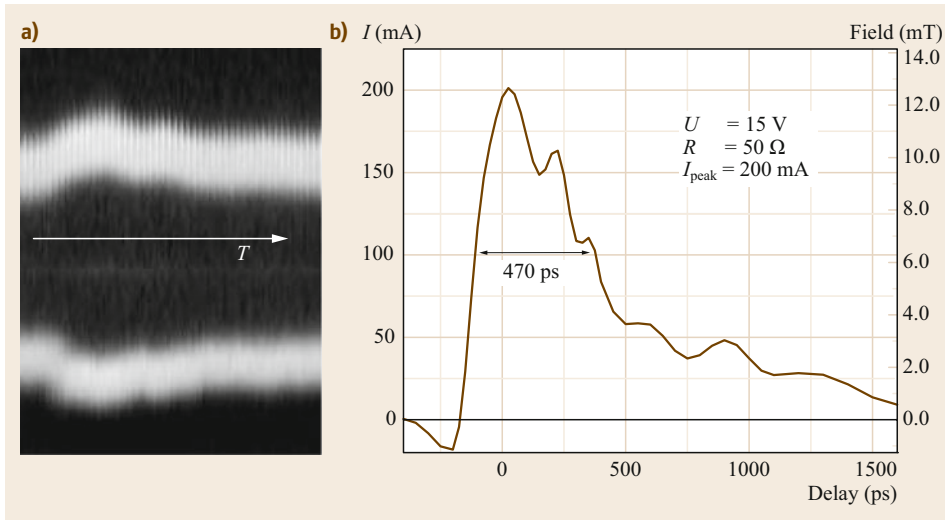 a)
T
b) I (mA)
Field (mT)
200
150
100
50
0
14.0
12.0
10.0
8.0
6.0
4.0
2.0
0.0
U = 15 V
R = 50 Ω
Ipeak = 200 mA
470 ps
0 500 1000 1500
Delay (ps)